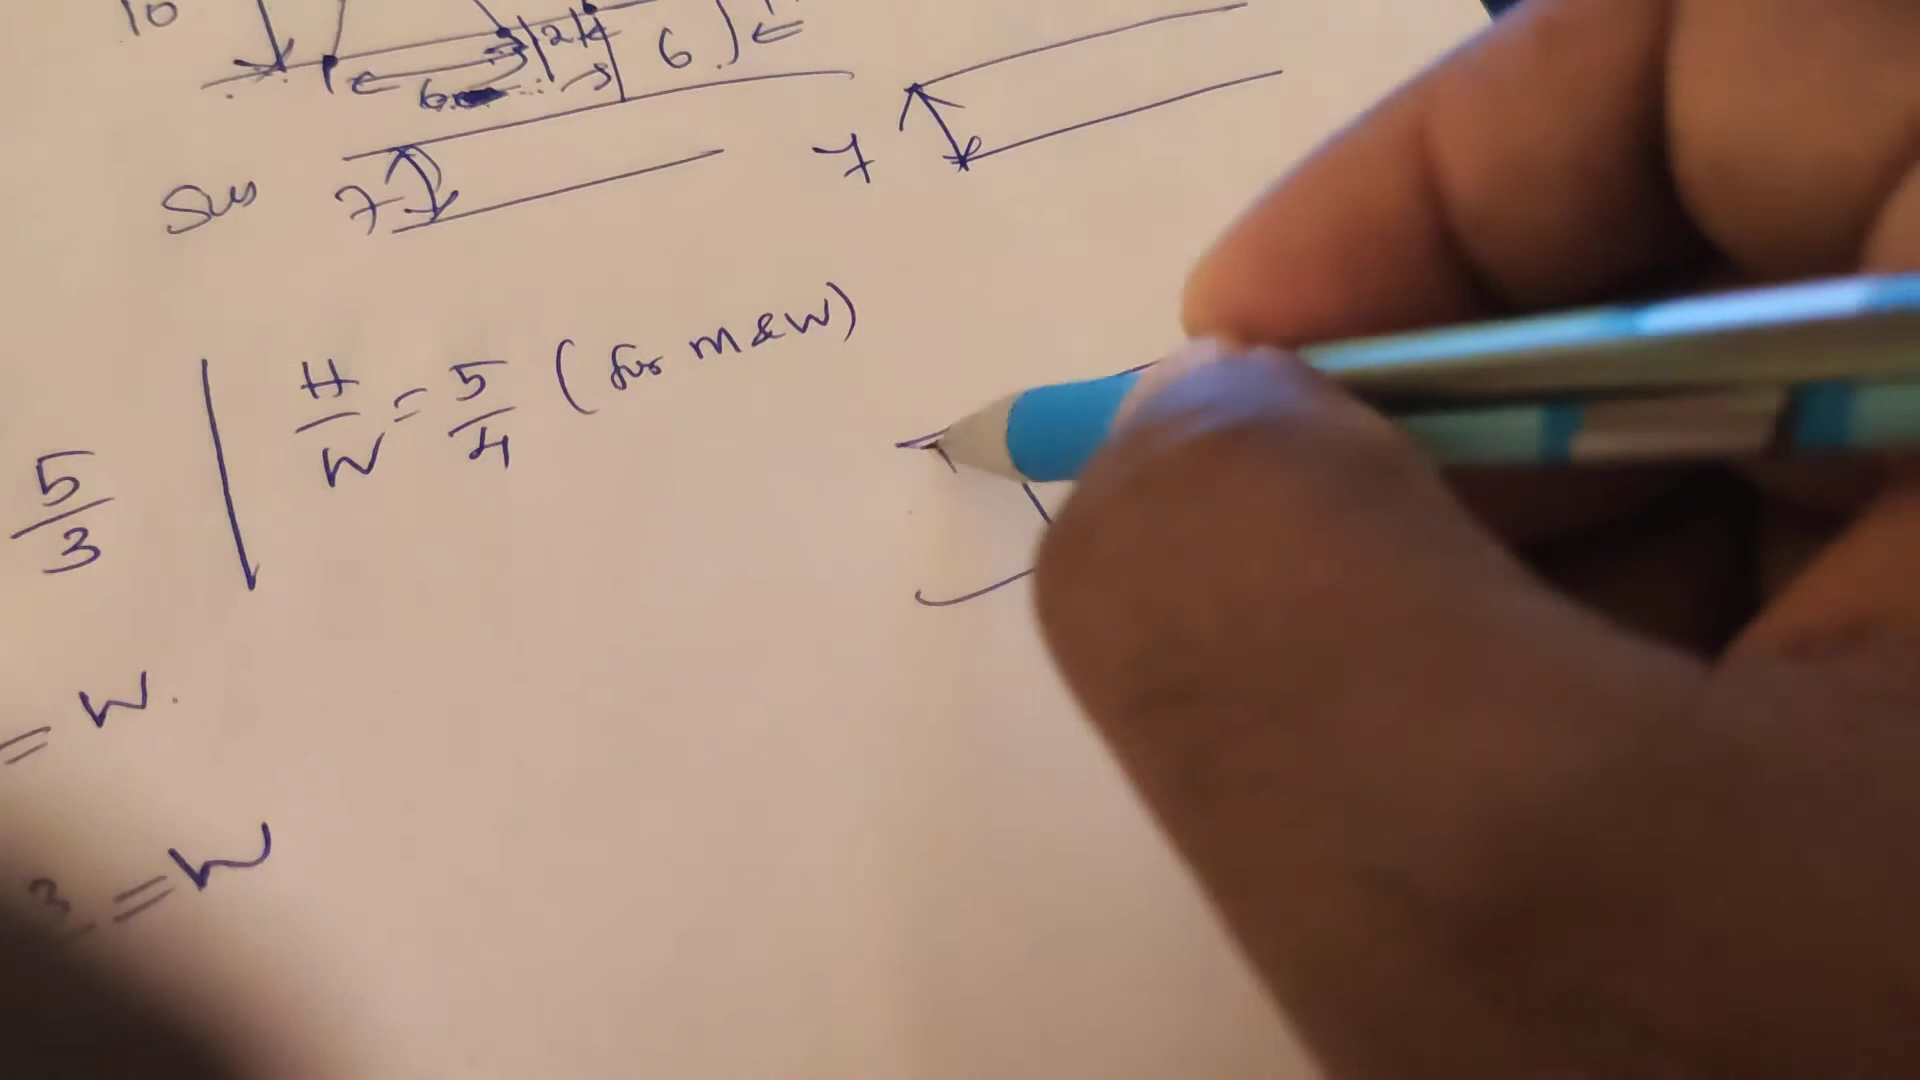 10
6 2 6
sus 7 7
5/3 | H/W = 5/4 (for M & W)
= W.
3 = W